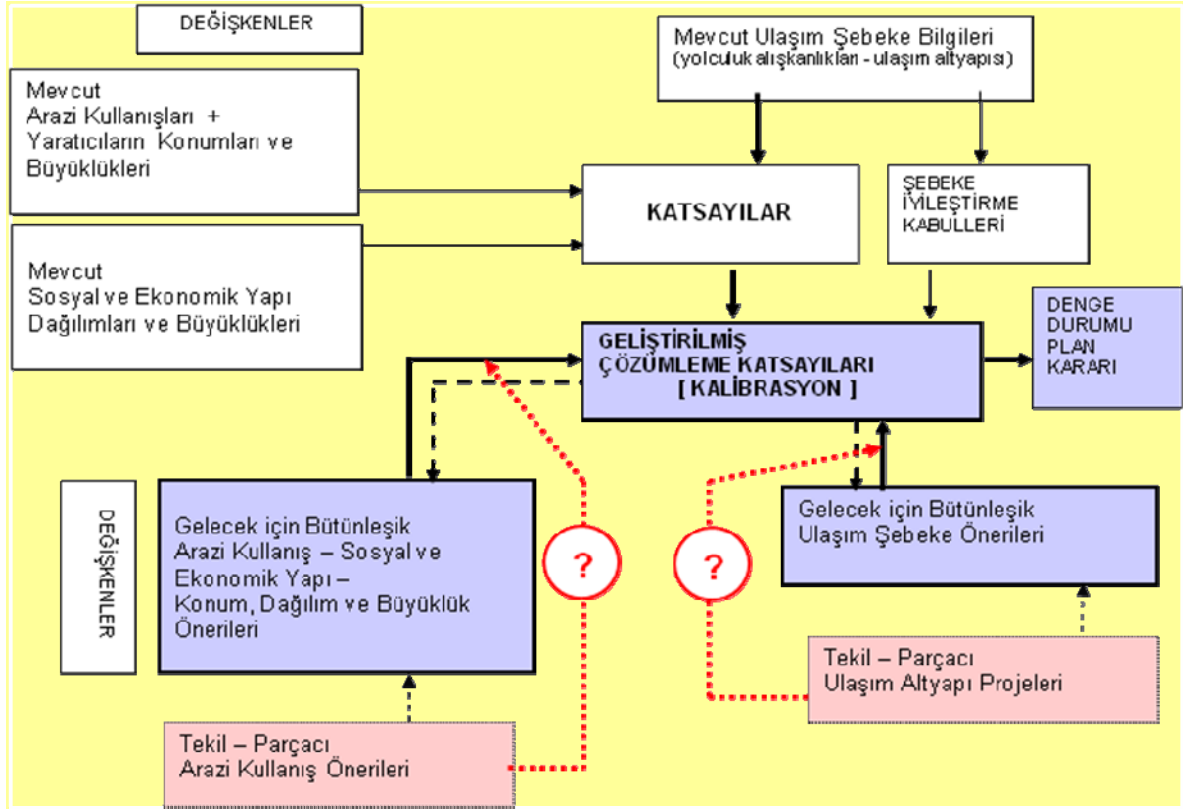 DEĞİŞKENLER
Mevcut Ulaşım Şebeke Bilgileri
(yolculuk alışkanlıkları - ulaşım altyapısı)
Mevcut
Arazi Kullanışları +
Yaratıcıların Konumları ve
Büyüklükleri
KATSAYILAR
ŞEBEKE
İYİLEŞTİRME
KABULLERİ
Mevcut
Sosyal ve Ekonomik Yapı
Dağılımları ve Büyüklükleri
GELİŞTİRİLMİŞ
ÇÖZÜMLEME KATSAYILARI
[ KALİBRASYON ]
DENGE
DURUMU
PLAN
KARARI
DEĞİŞKENLER
Gelecek için Bütünleşik
Arazi Kullanış – Sosyal ve
Ekonomik Yapı –
Konum, Dağılım ve Büyüklük
Önerileri
?
?
Gelecek için Bütünleşik
Ulaşım Şebeke Önerileri
Tekil – Parçacı
Ulaşım Altyapı Projeleri
Tekil – Parçacı
Arazi Kullanış Önerileri